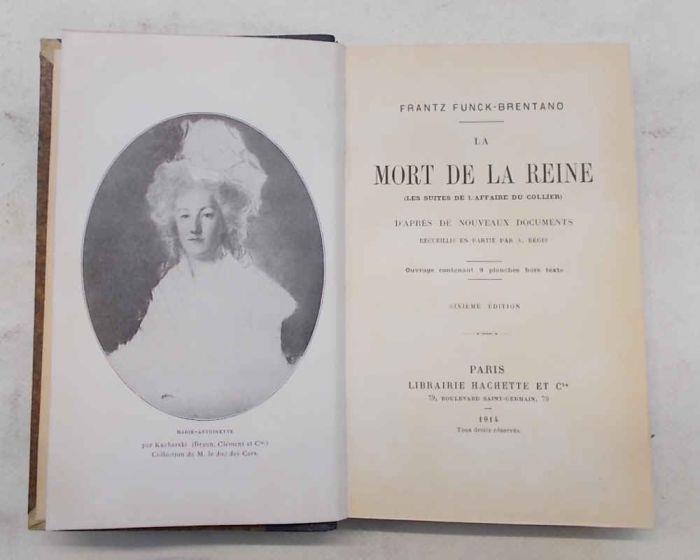 MARIE-ANTOINETTE
par Kucharski (Braun, Clément et Cie.)
Collection de M. le duc des Cars.
FRANTZ FUNCK-BRENTANO
LA
MORT DE LA REINE
(LES SUITES DE L'AFFAIRE DU COLLIER)
D'APRÈS DE NOUVEAUX DOCUMENTS
RECUEILLIS EN PARTIE PAR A. BÉGIS
Ouvrage contenant 9 planches hors texte
SIXIÈME ÉDITION
PARIS
LIBRAIRIE HACHETTE ET Cie
79, BOULEVARD SAINT-GERMAIN, 79
1914
Tous droits réservés.